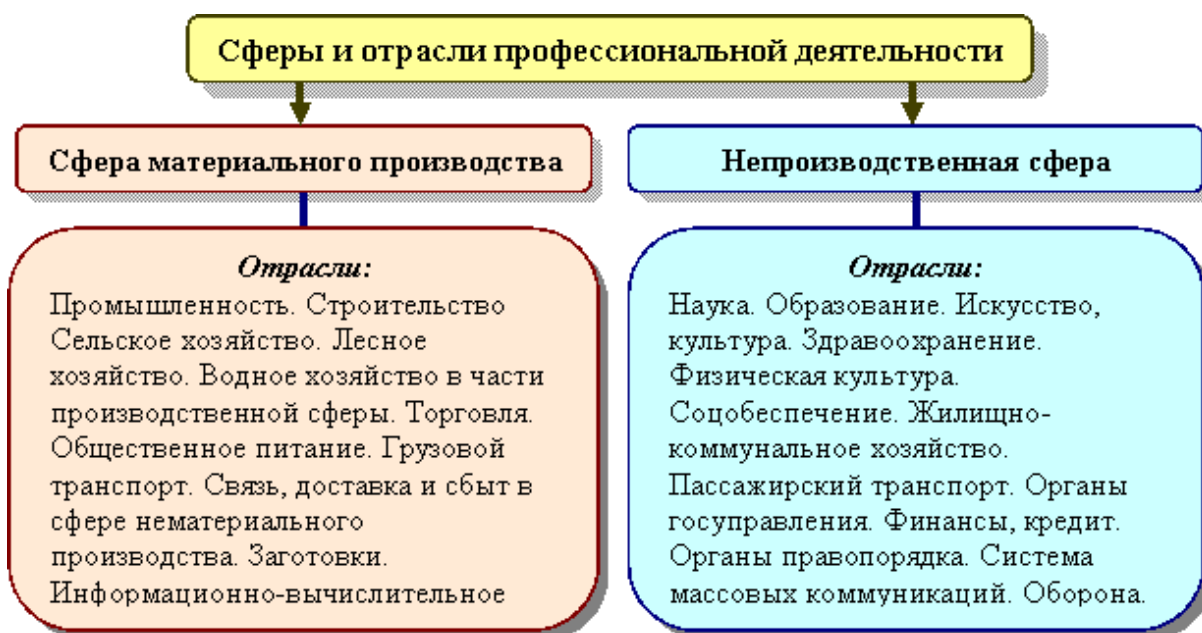 Сферы и отрасли профессиональной деятельности
Сфера материального производства
Непроизводственная сфера
Отрасли:
Промышленность. Строительство
Сельское хозяйство. Лесное
хозяйство. Водное хозяйство в части
производственной сферы. Торговля.
Общественное питание. Грузовой
транспорт. Связь, доставка и сбыт в
сфере нематериального
производства. Заготовки.
Информационно-вычислительное
Отрасли:
Наука. Образование. Искусство,
культура. Здравоохранение.
Физическая культура.
Соцобеспечение. Жилищно-
коммунальное хозяйство.
Пассажирский транспорт. Органы
госуправления. Финансы, кредит.
Органы правопорядка. Система
массовых коммуникаций. Оборона.